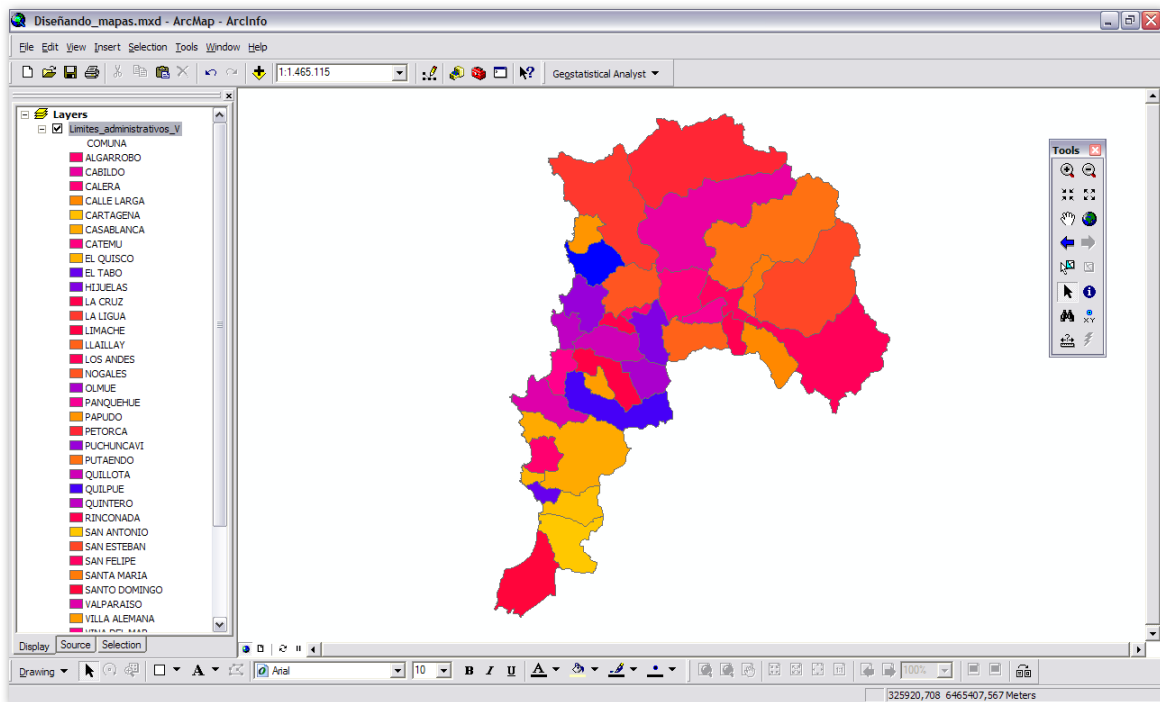 Diseñando_mapas.mxd - ArcMap - ArcInfo
File Edit View Insert Selection Tools Window Help
1:1.465.115 Geostatistical Analyst
Layers
Limites_administrativos_V
COMUNA
ALGARROBO
CABILDO
CALERA
CALLE LARGA
CARTAGENA
CASABLANCA
CATEMU
EL QUISCO
EL TABO
HIJUELAS
LA CRUZ
LA LIGUA
LIMACHE
LLAILLAY
LOS ANDES
NOGALES
OLMUE
PANQUEHUE
PAPUDO
PETORCA
PUCHUNCAVI
PUTAENDO
QUILLOTA
QUILPUE
QUINTERO
RINCONADA
SAN ANTONIO
SAN ESTEBAN
SAN FELIPE
SANTA MARIA
SANTO DOMINGO
VALPARAISO
VILLA ALEMANA
Display Source Selection
Tools
XY
Drawing A Arial 10 B I U A 100%
325920,708 6465407,567 Meters